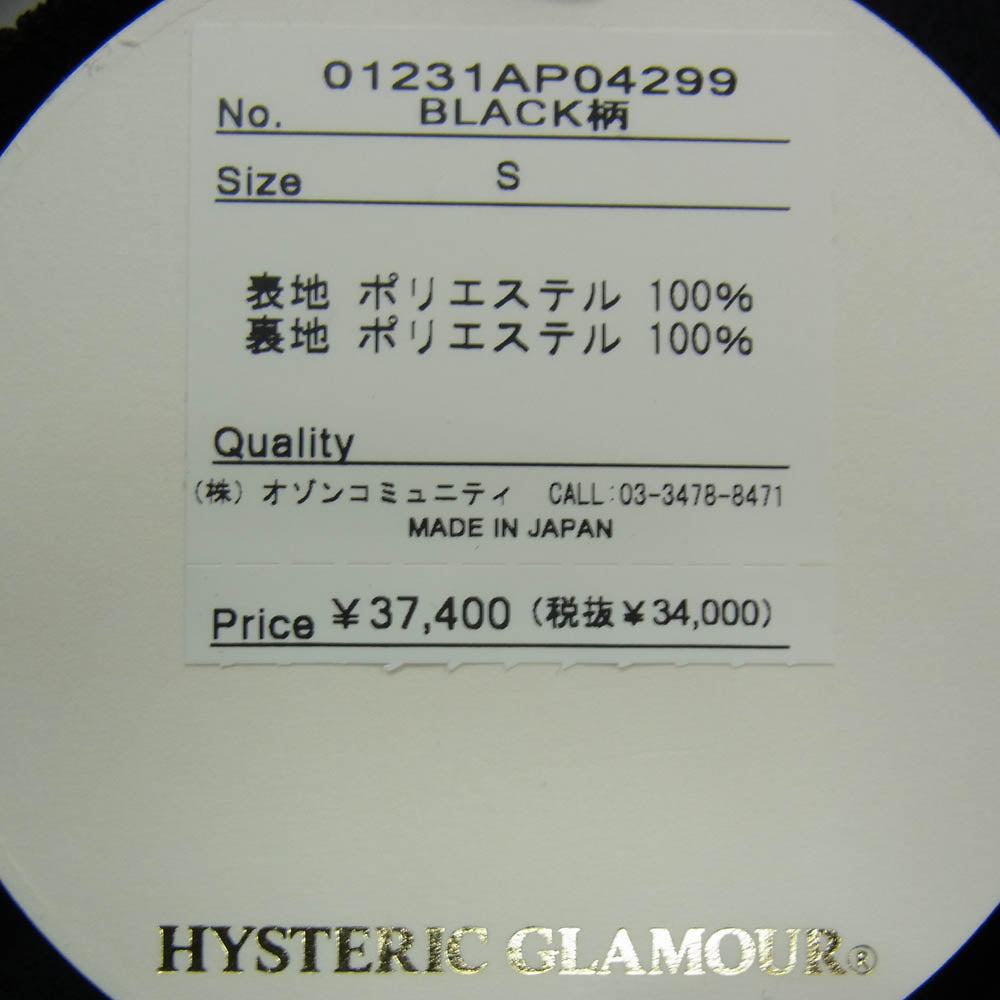 01231AP04299
No. BLACK柄
Size S
表地 ポリエステル 100%
裏地 ポリエステル 100%
Quality
(株) オゾンコミュニティ CALL:03-3478-8471
MADE IN JAPAN
Price ¥37,400 (税抜¥34,000)
HYSTERIC GLAMOUR®